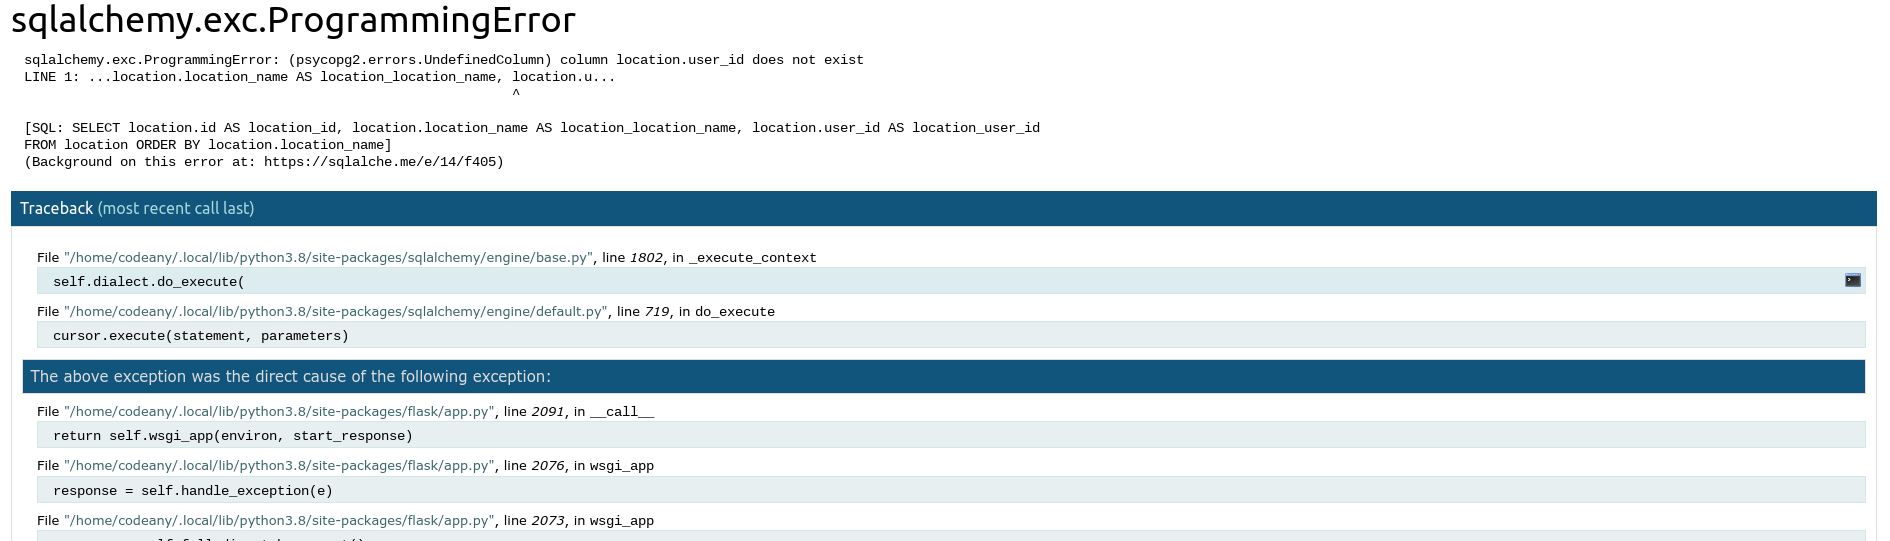 sqlalchemy.exc.ProgrammingError
sqlalchemy.exc.ProgrammingError: (psycopg2.errors.UndefinedColumn) column location.user_id does not exist
LINE 1: ...location.location_name AS location_location_name, location.u...
^
[SQL: SELECT location.id AS location_id, location.location_name AS location_location_name, location.user_id AS location_user_id
FROM location ORDER BY location.location_name]
(Background on this error at: https://sqlalche.me/e/14/f405)
Traceback (most recent call last)
File "/home/codeany/.local/lib/python3.8/site-packages/sqlalchemy/engine/base.py", line 1802, in _execute_context
self.dialect.do_execute(
File "/home/codeany/.local/lib/python3.8/site-packages/sqlalchemy/engine/default.py", line 719, in do_execute
cursor.execute(statement, parameters)
The above exception was the direct cause of the following exception:
File "/home/codeany/.local/lib/python3.8/site-packages/flask/app.py", line 2091, in __call__
return self.wsgi_app(environ, start_response)
File "/home/codeany/.local/lib/python3.8/site-packages/flask/app.py", line 2076, in wsgi_app
response = self.handle_exception(e)
File "/home/codeany/.local/lib/python3.8/site-packages/flask/app.py", line 2073, in wsgi_app